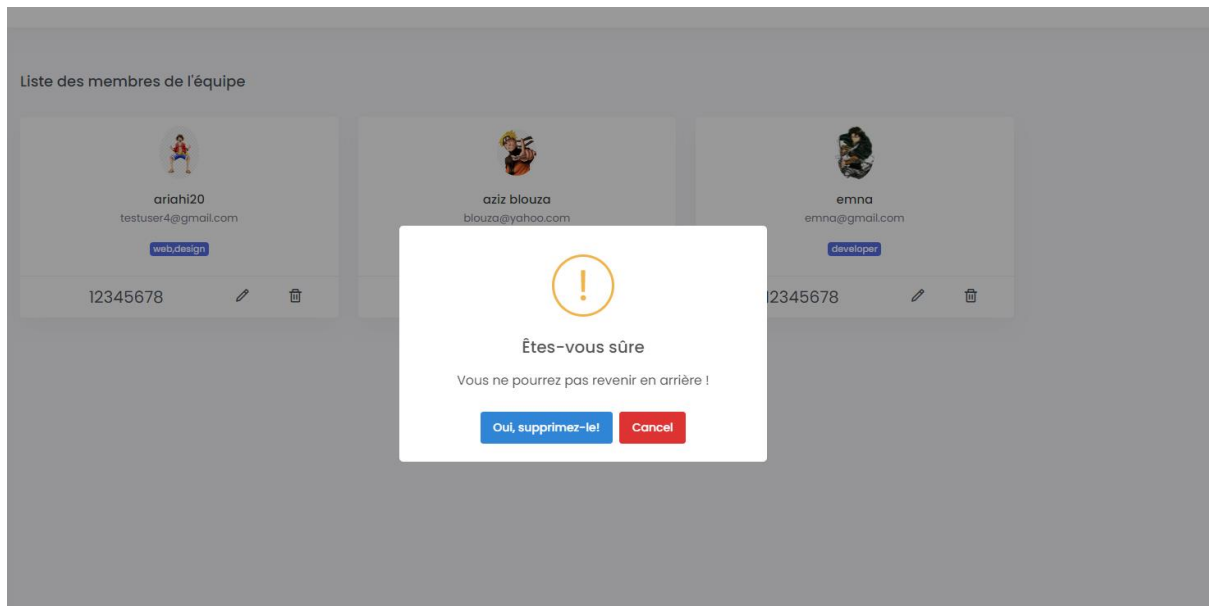 Liste des membres de l'équipe
ariahi20
testuser4@gmail.com
web,design
12345678
aziz blouza
blouza@yahoo.com
emna
emna@gmail.com
developer
12345678
Êtes-vous sûre
Vous ne pourrez pas revenir en arrière !
Oui, supprimez-le!
Cancel